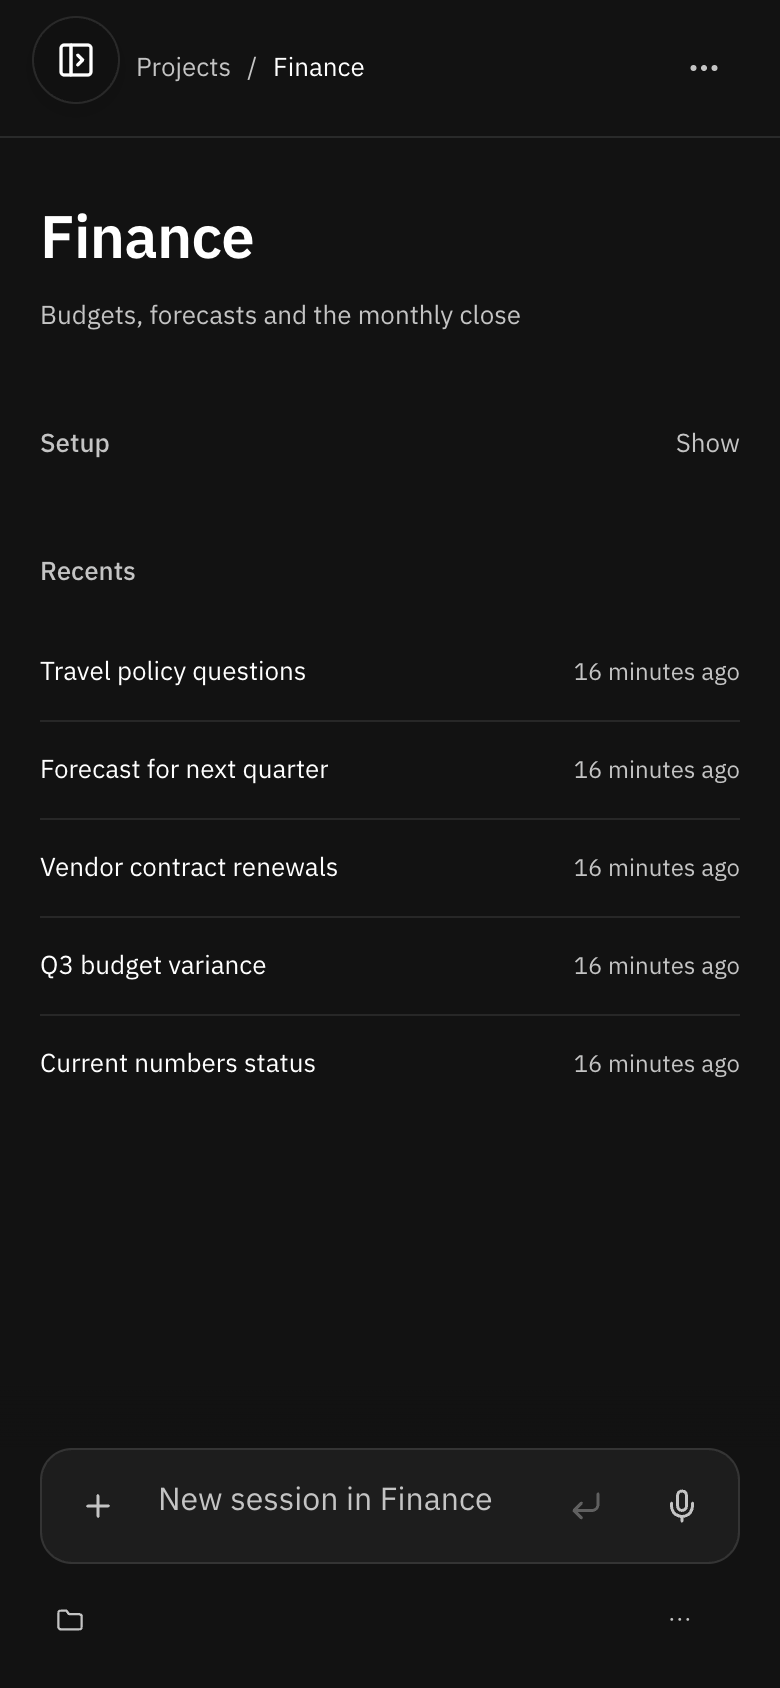 Projects / Finance
Finance
Budgets, forecasts and the monthly close
Setup Show
Recents
Travel policy questions 16 minutes ago
Forecast for next quarter 16 minutes ago
Vendor contract renewals 16 minutes ago
Q3 budget variance 16 minutes ago
Current numbers status 16 minutes ago
New session in Finance